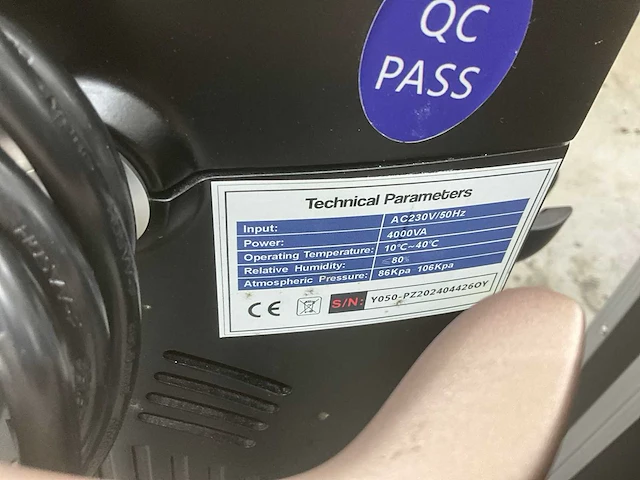 QC
PASS
Technical Parameters
Input: AC230V/50Hz
Power: 4000VA
Operating Temperature: 10℃~40℃
Relative Humidity: ≤80%
Atmospheric Pressure: 86Kpa 106Kpa
CE S/N: Y050-PZ202404426OY